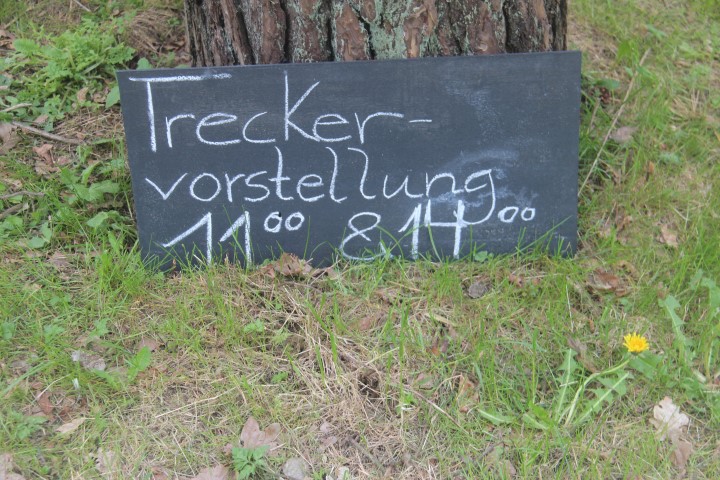 Trecker-
vorstellung
11⁰⁰ & 14⁰⁰